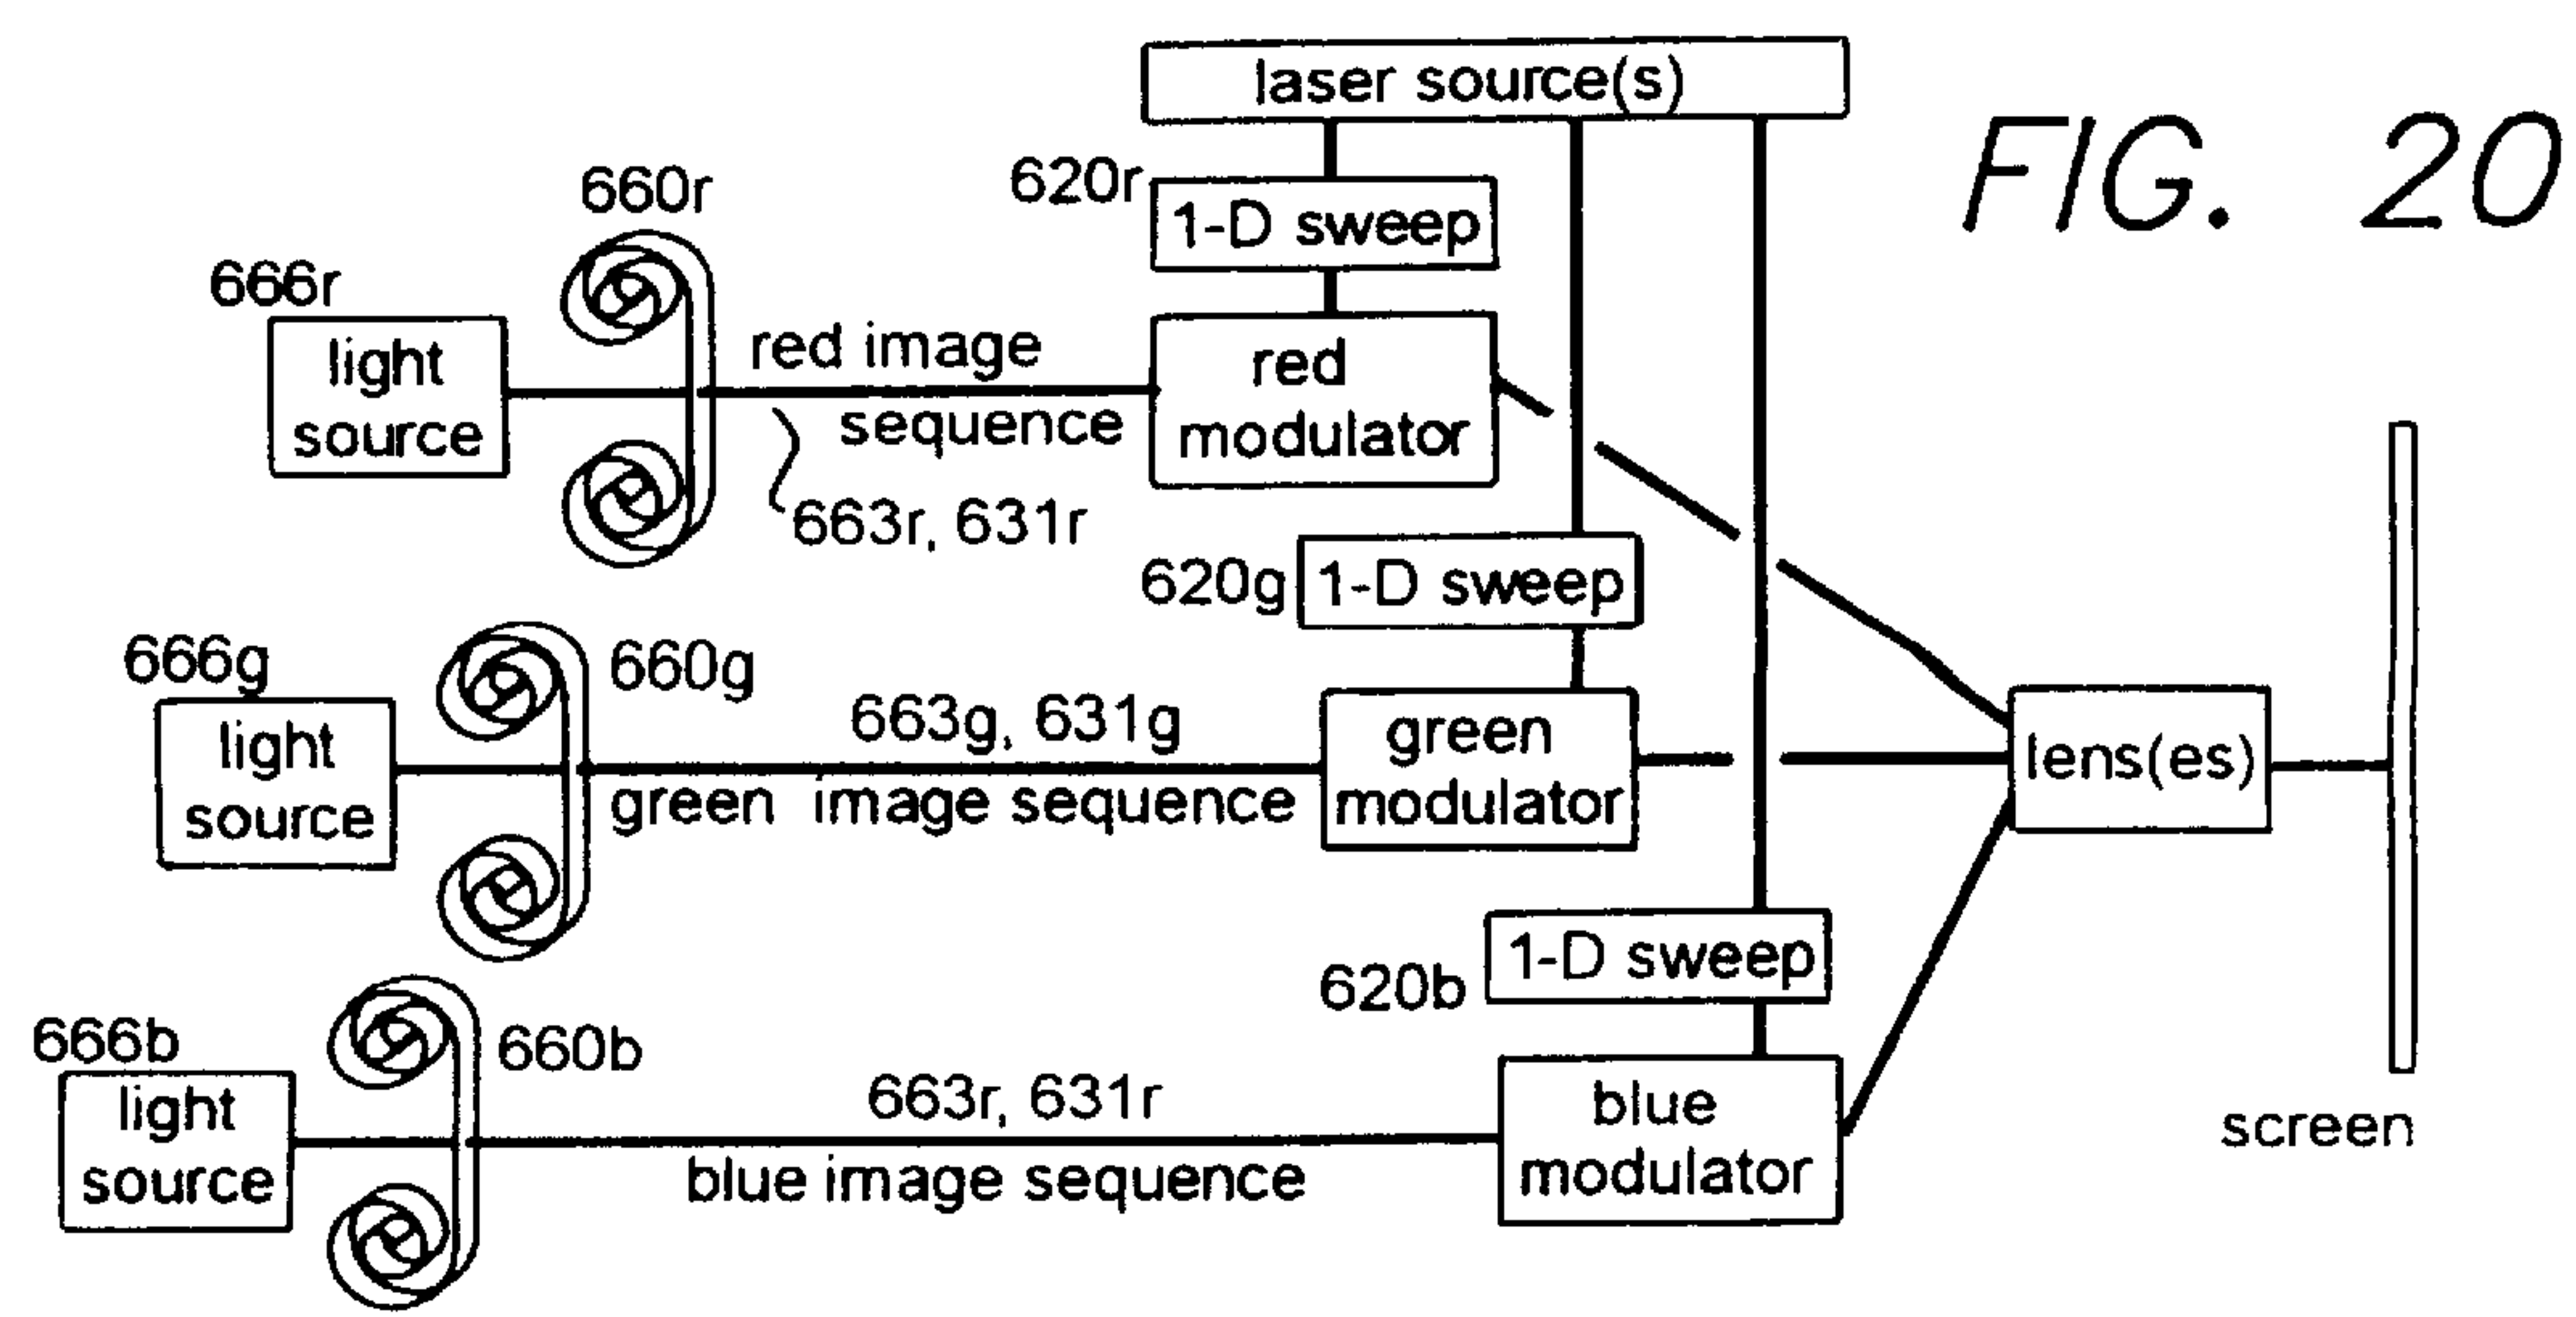 laser source(s)
FIG. 20
620r
1-D sweep
660r
666r
light
source
red image
sequence
663r, 631r
red
modulator
620g
1-D sweep
666g
660g
light
source
663g, 631g
green image sequence
green
modulator
lens(es)
620b
1-D sweep
666b
660b
light
source
663r, 631r
blue image sequence
blue
modulator
screen